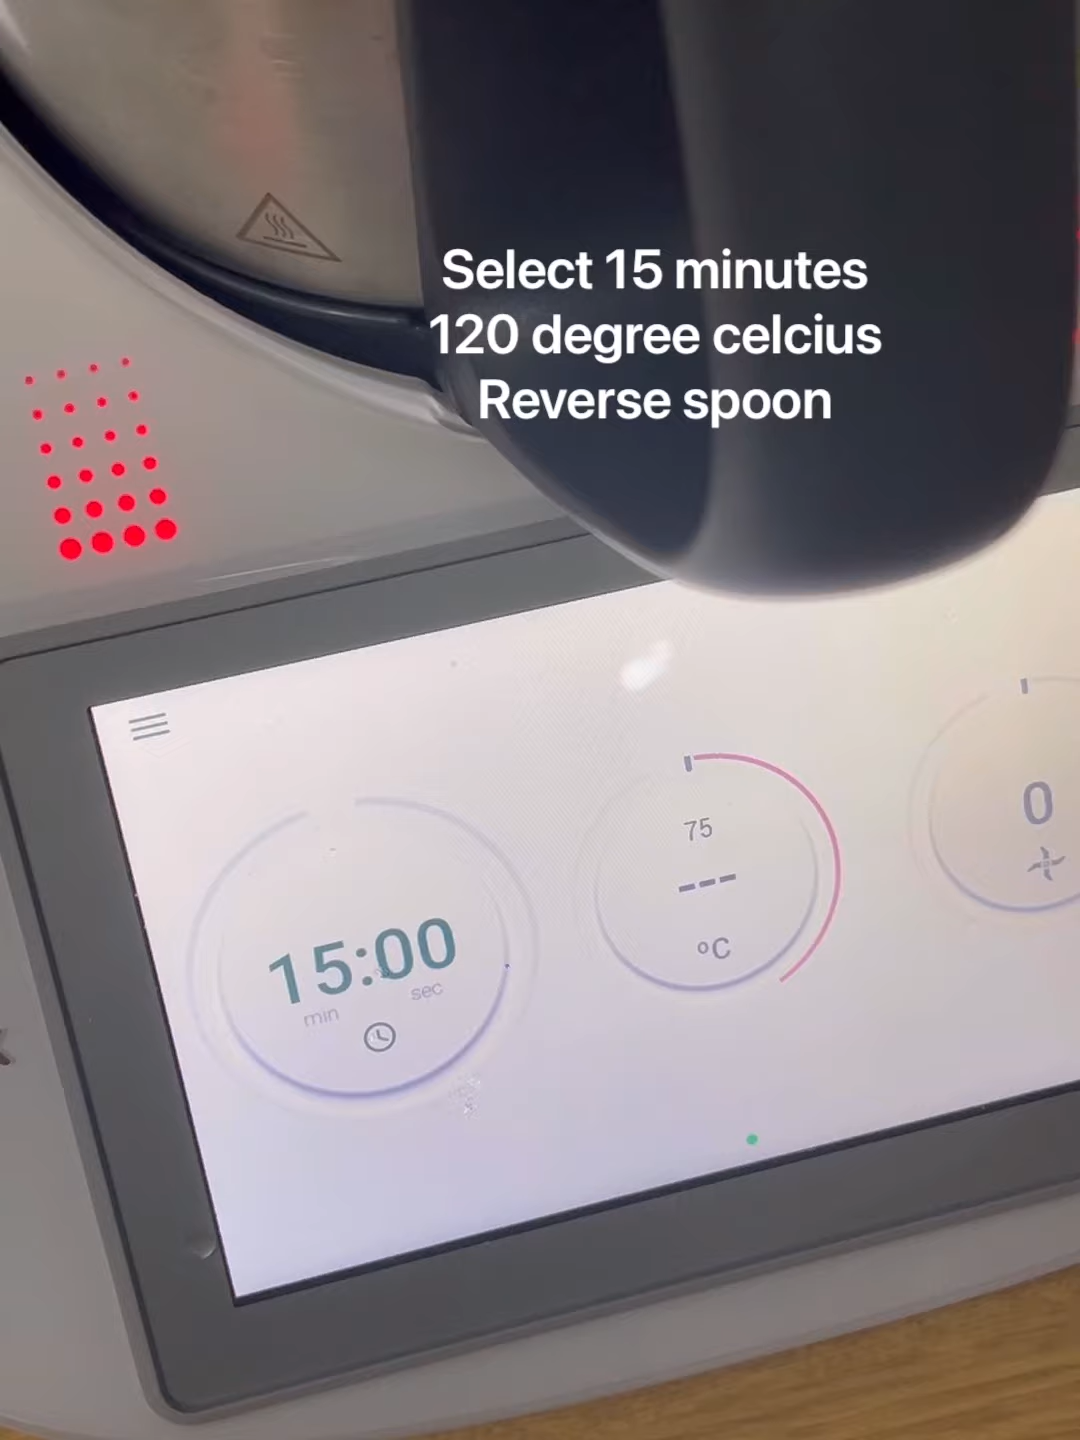 Select 15 minutes
120 degree celcius
Reverse spoon
75
---
°C
0
15:00
min sec